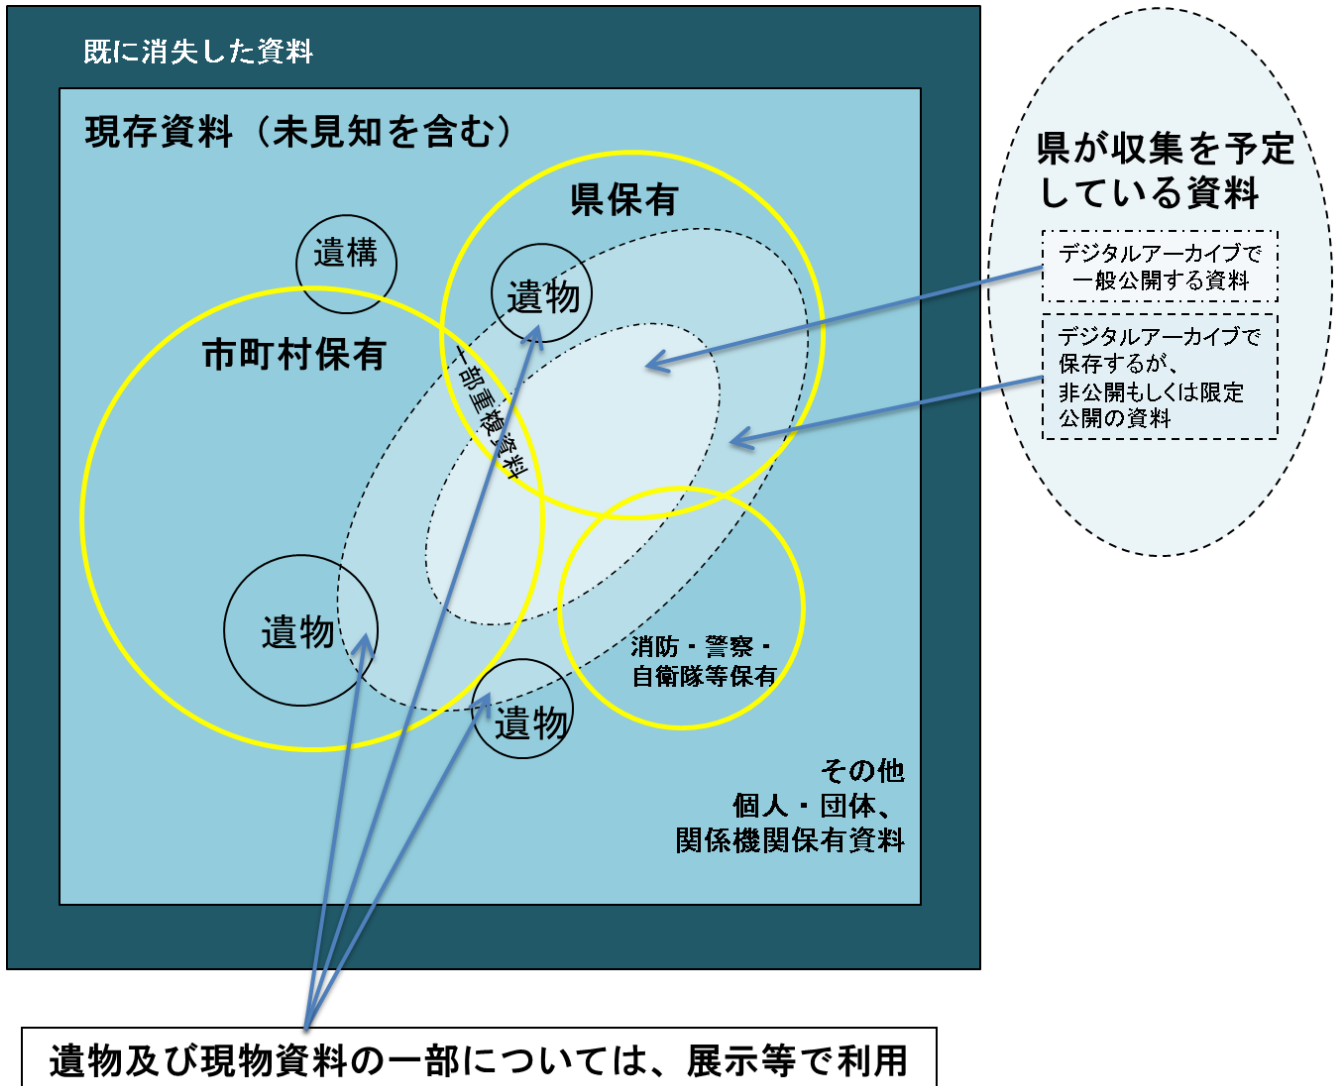 既に消失した資料
現存資料（未見知を含む）
県保有
遺構
遺物
市町村保有
一部重複資料
遺物
遺物
消防・警察・
自衛隊等保有
その他
個人・団体、
関係機関保有資料
県が収集を予定
している資料
デジタルアーカイブで
一般公開する資料
デジタルアーカイブで
保存するが、
非公開もしくは限定
公開の資料
遺物及び現物資料の一部については、展示等で利用